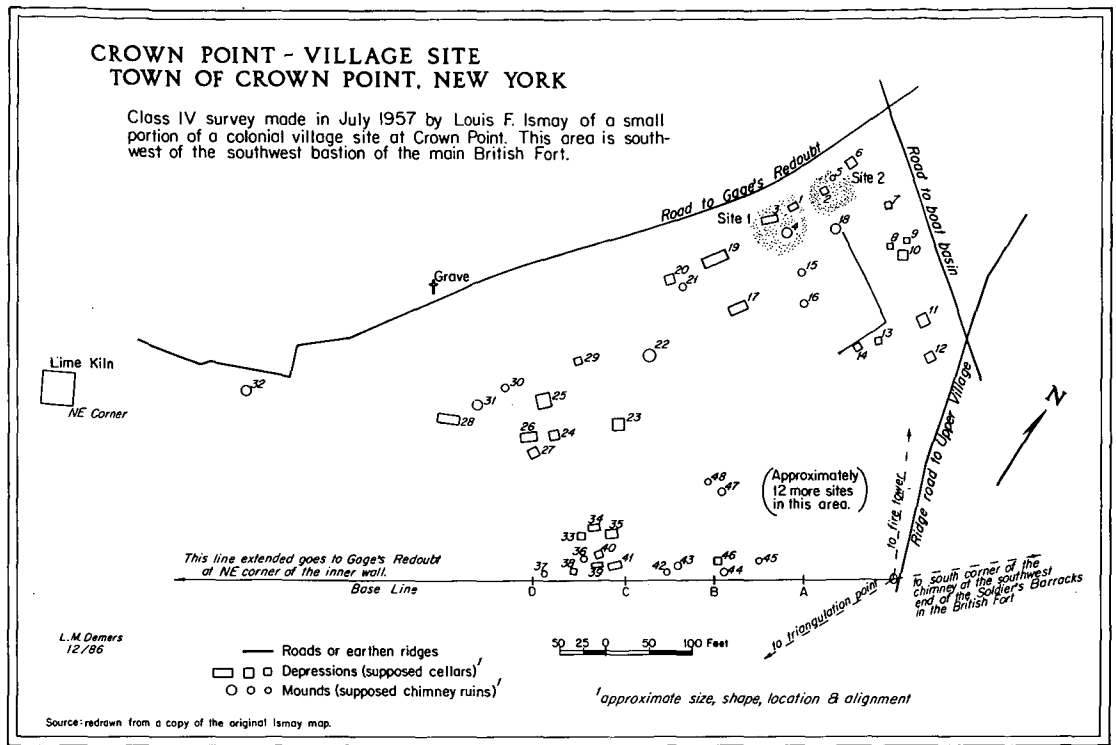 CROWN POINT - VILLAGE SITE
TOWN OF CROWN POINT, NEW YORK
Class IV survey made in July 1957 by Louis F. Ismay of a small
portion of a colonial village site at Crown Point. This area is south-
west of the southwest bastion of the main British Fort.
Road to Gage's Redoubt
Road to boat basin
6
5
Site 2
2
1
3
Site 1
4
18
7
8
9
10
19
20
21
15
Grave
17
16
11
13
14
12
22
29
Lime Kiln
NE Corner
32
30
31
25
28
23
26
24
27
N
Ridge road to Upper Village
48
47
(Approximately
12 more sites
in this area.)
to fire tower
34
33
35
36
40
37
38
39
41
42
43
46
44
45
This line extended goes to Gage's Redoubt
at NE corner of the inner wall.
Base Line
D
C
B
A
to south corner of the
chimney at the southwest
end of the Soldier's Barracks
in the British Fort
to triangulation point
L.M. Demers
12/86
Roads or earthen ridges
Depressions (supposed cellars)¹
Mounds (supposed chimney ruins)¹
50 25 0 50 100 Feet
¹approximate size, shape, location & alignment
Source: redrawn from a copy of the original Ismay map.